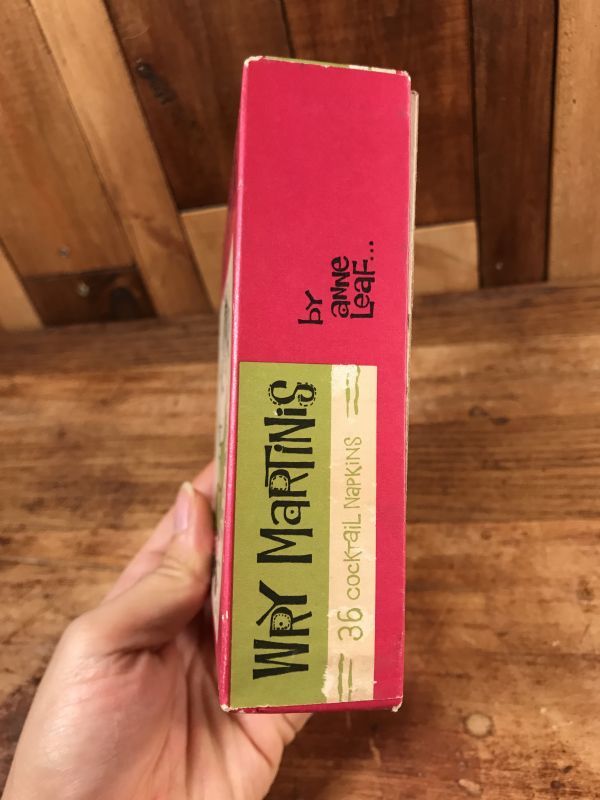 WRY MaRTiNiS
36 cocktail Napkins
by
aNNe
Leaf...